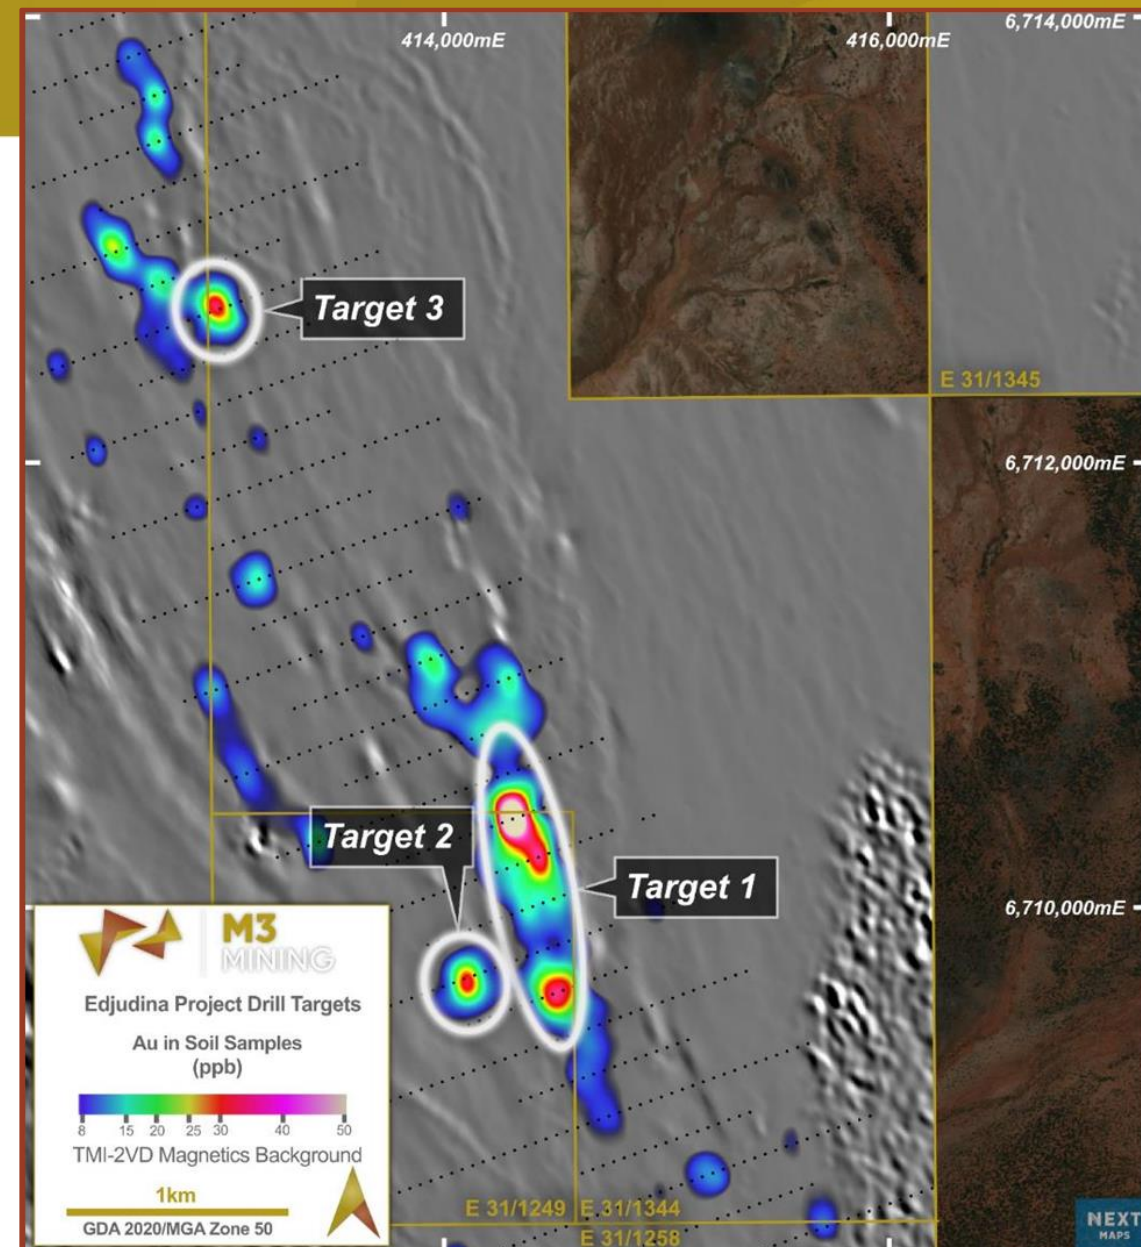 414,000mE
416,000mE
6,714,000mE
Target 3
E 31/1345
6,712,000mE
Target 2
Target 1
6,710,000mE
M3
MINING
Edjudina Project Drill Targets
Au in Soil Samples
(ppb)
8 15 20 25 30 40 50
TMI-2VD Magnetics Background
1km
GDA 2020/MGA Zone 50
E 31/1249 E 31/1344
E 31/1258
NEXT
MAPS